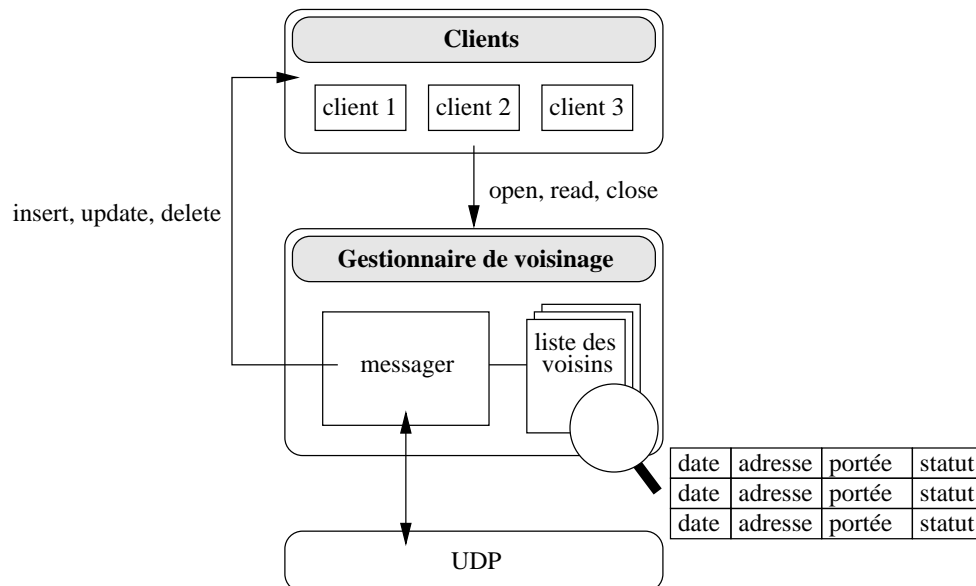 Clients
client 1 client 2 client 3
open, read, close
insert, update, delete
Gestionnaire de voisinage
messager
liste des
voisins
date adresse portée statut
date adresse portée statut
date adresse portée statut
UDP